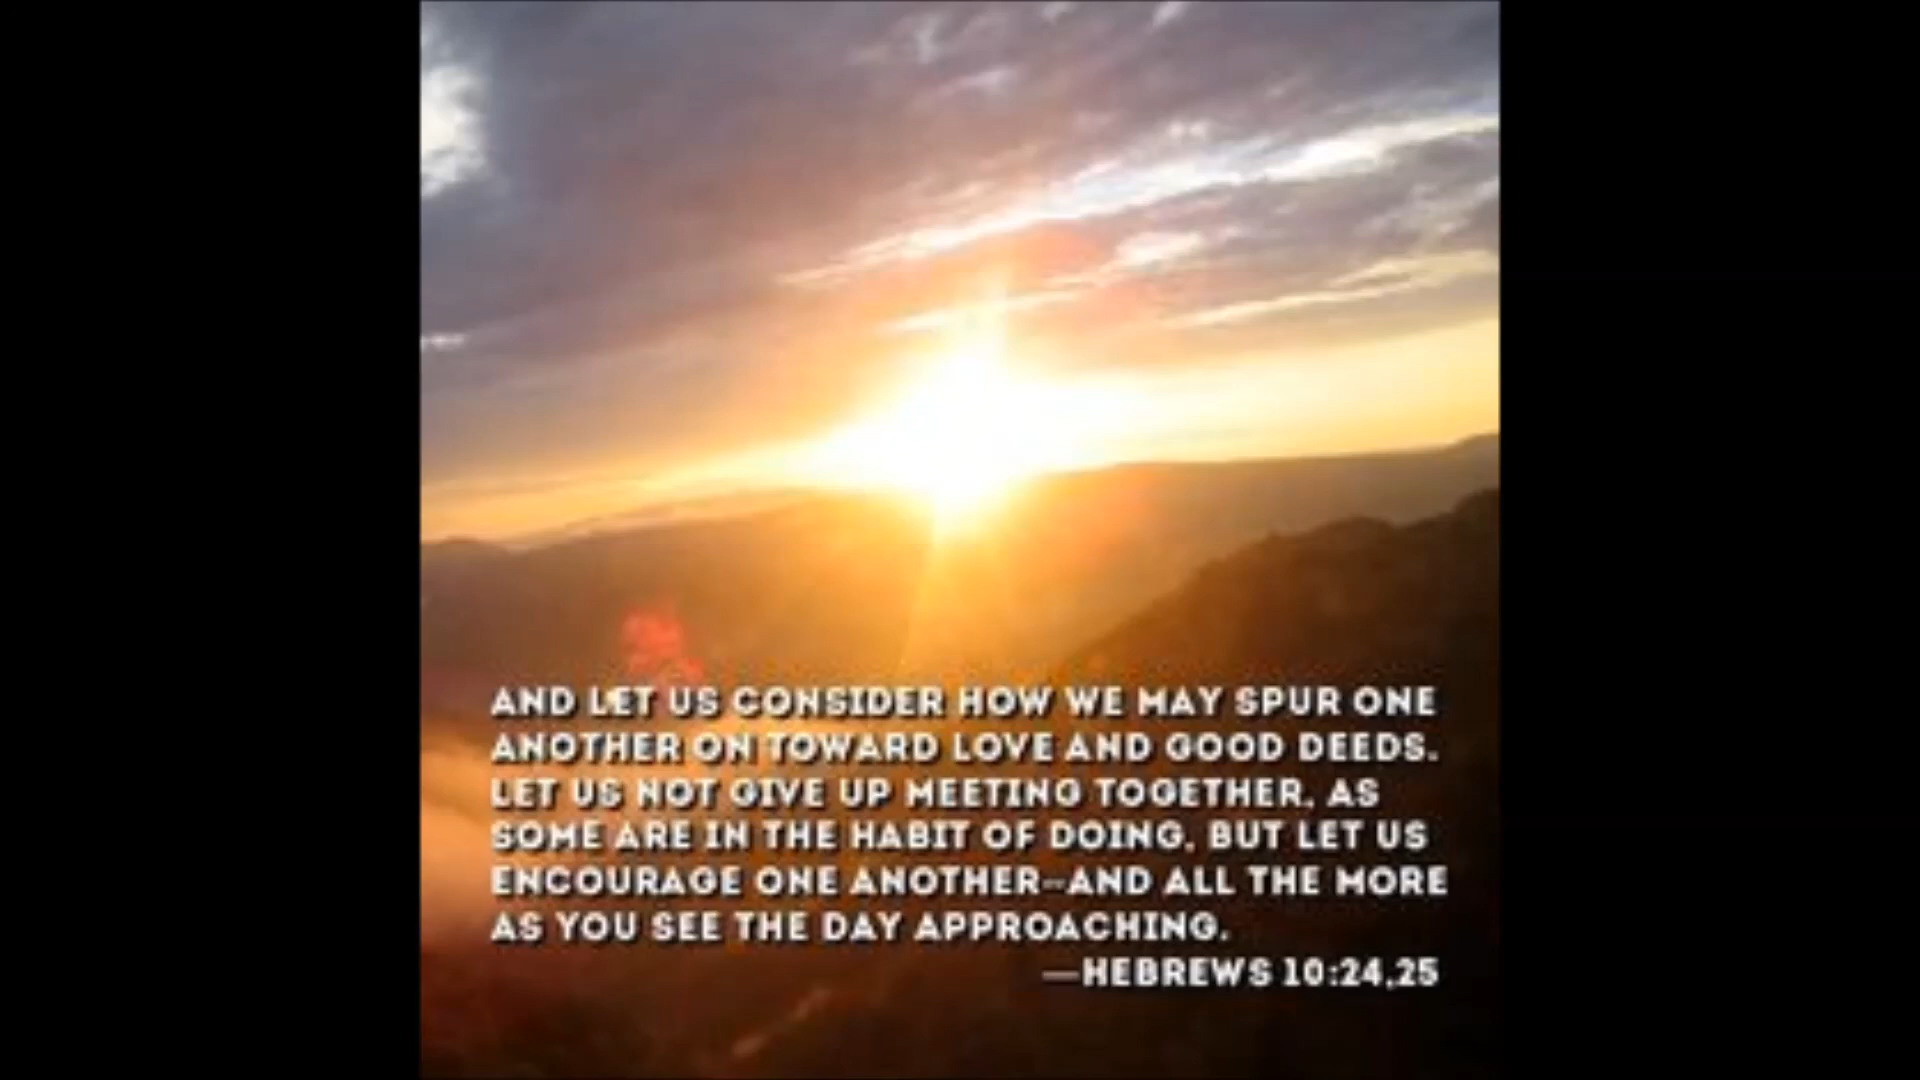 AND LET US CONSIDER HOW WE MAY SPUR ONE
ANOTHER ON TOWARD LOVE AND GOOD DEEDS.
LET US NOT GIVE UP MEETING TOGETHER, AS
SOME ARE IN THE HABIT OF DOING, BUT LET US
ENCOURAGE ONE ANOTHER--AND ALL THE MORE
AS YOU SEE THE DAY APPROACHING.
—HEBREWS 10:24,25